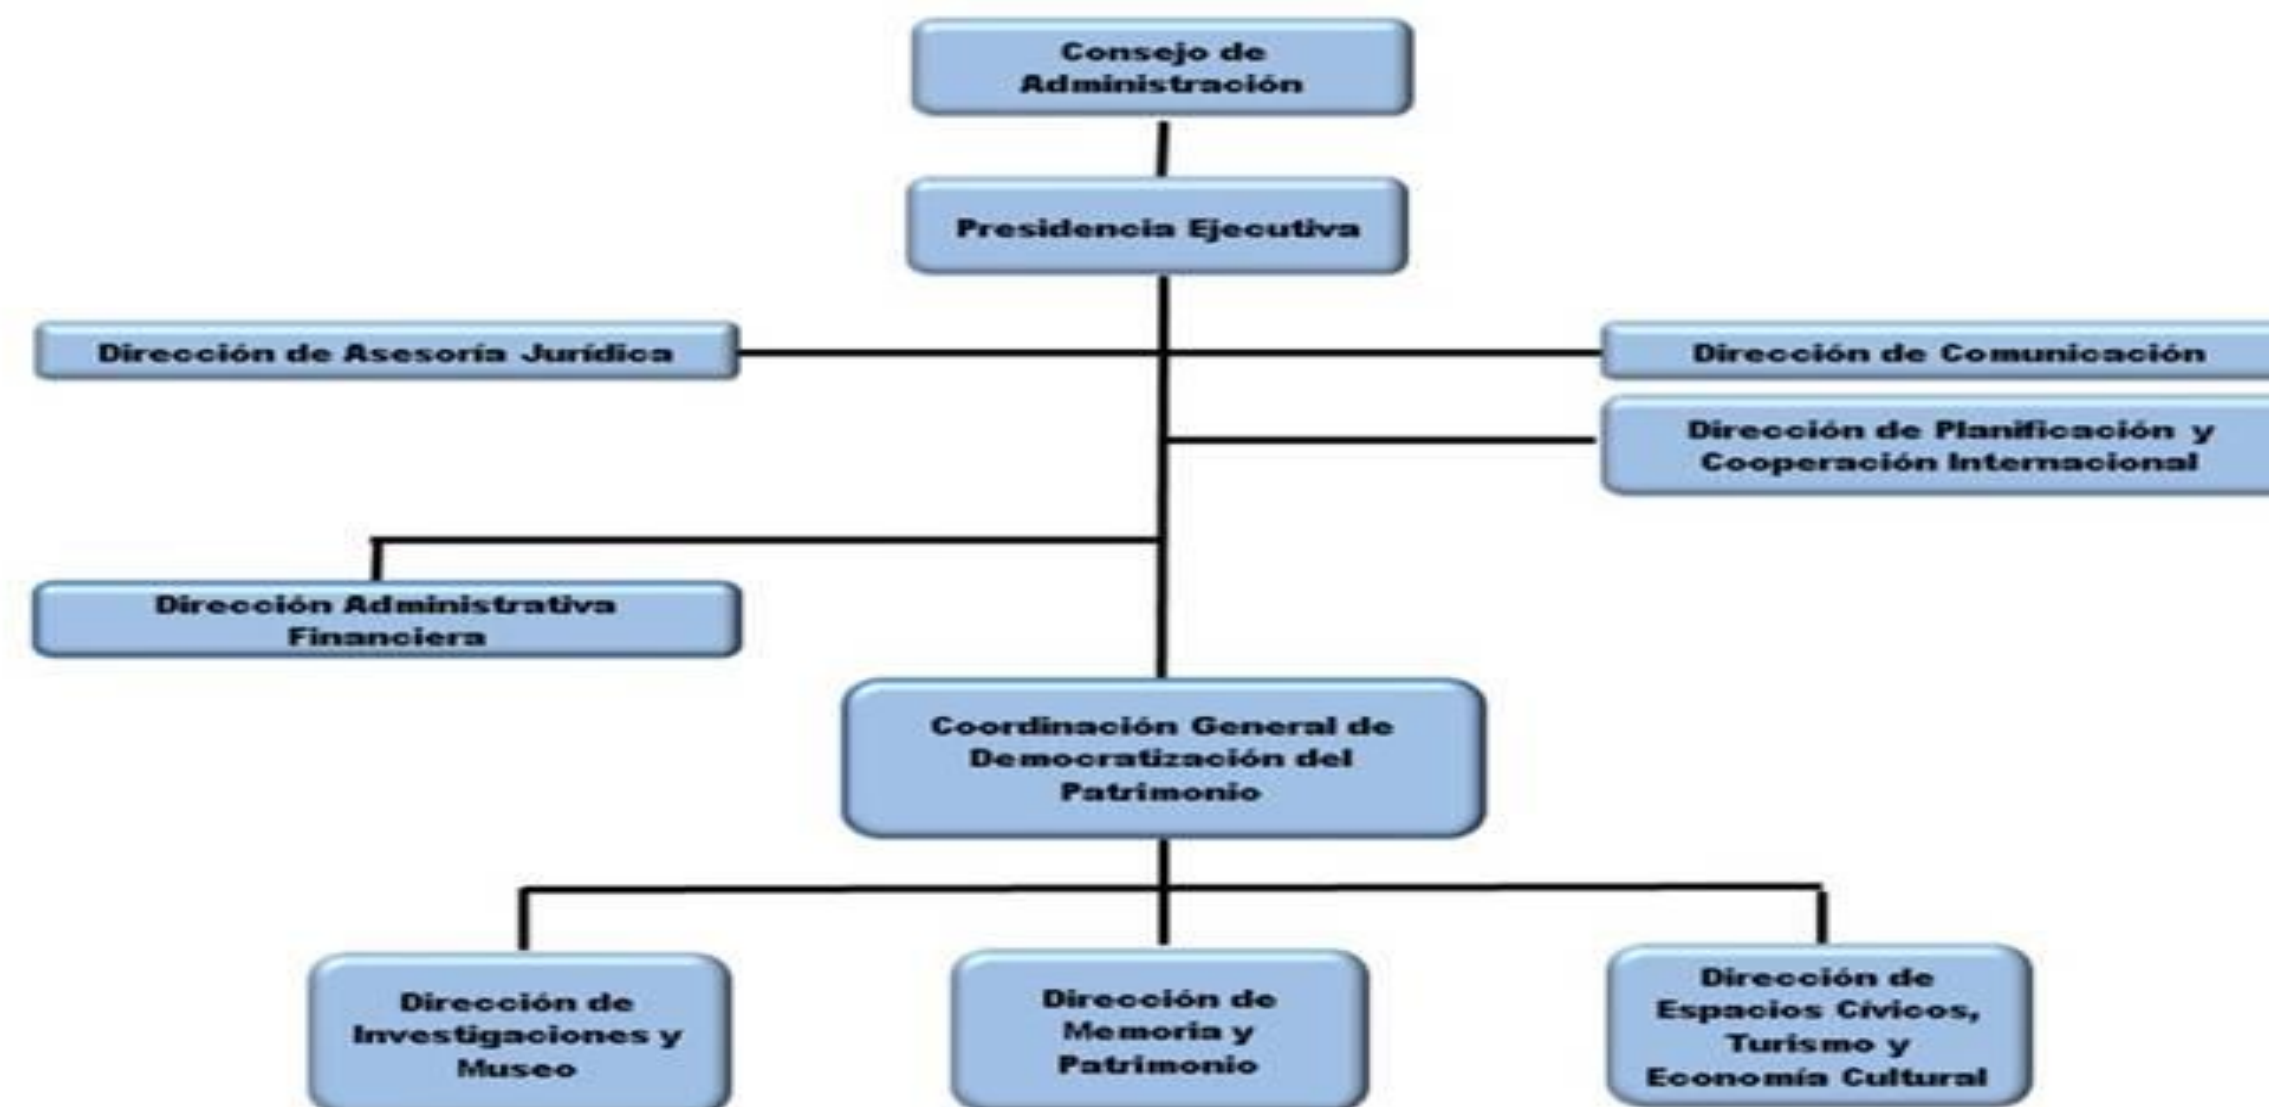 Consejo de
Administración
Presidencia Ejecutiva
Dirección de Asesoría Jurídica
Dirección de Comunicación
Dirección de Planificación y
Cooperación Internacional
Dirección Administrativa
Financiera
Coordinación General de
Democratización del
Patrimonio
Dirección de
Investigaciones y
Museo
Dirección de
Memoria y
Patrimonio
Dirección de
Espacios Cívicos,
Turismo y
Economía Cultural